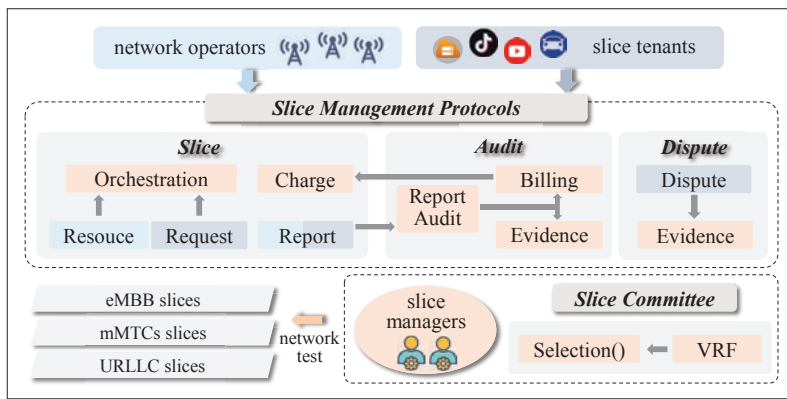 network operators
slice tenants
Slice Management Protocols
Slice
Orchestration
Charge
Resouce
Request
Report
Audit
Report
Audit
Billing
Evidence
Dispute
Dispute
Evidence
eMBB slices
mMTCs slices
URLLC slices
network
test
slice
managers
Slice Committee
Selection()
VRF